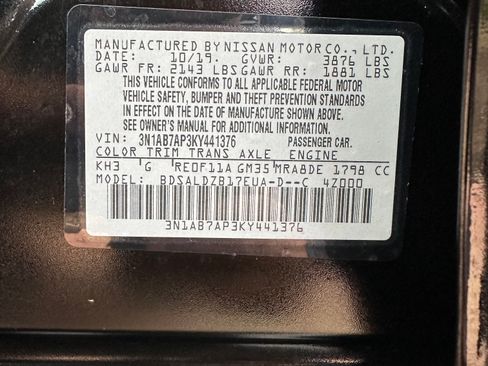 MANUFACTURED BY NISSAN MOTOR CO., LTD.
DATE: 10/19. GVWR: 3876 LBS
GAWR FR: 2143 LBS GAWR RR: 1881 LBS
THIS VEHICLE CONFORMS TO ALL APPLICABLE FEDERAL MOTOR
VEHICLE SAFETY, BUMPER AND THEFT PREVENTION STANDARDS
IN EFFECT ON THE DATE OF MANUFACTURE SHOWN ABOVE.
SEE OWNER'S MANUAL OR ADDITIONAL INFORMATION
VIN: 3N1AB7AP3KY441376 PASSENGER CAR.
COLOR TRIM TRANS AXLE ENGINE
KH3 G RE0F11A GM35 MRA8DE 1798 CC
MODEL: BDSALDZB17EUA-D--C 4Z000
3N1AB7AP3KY441376